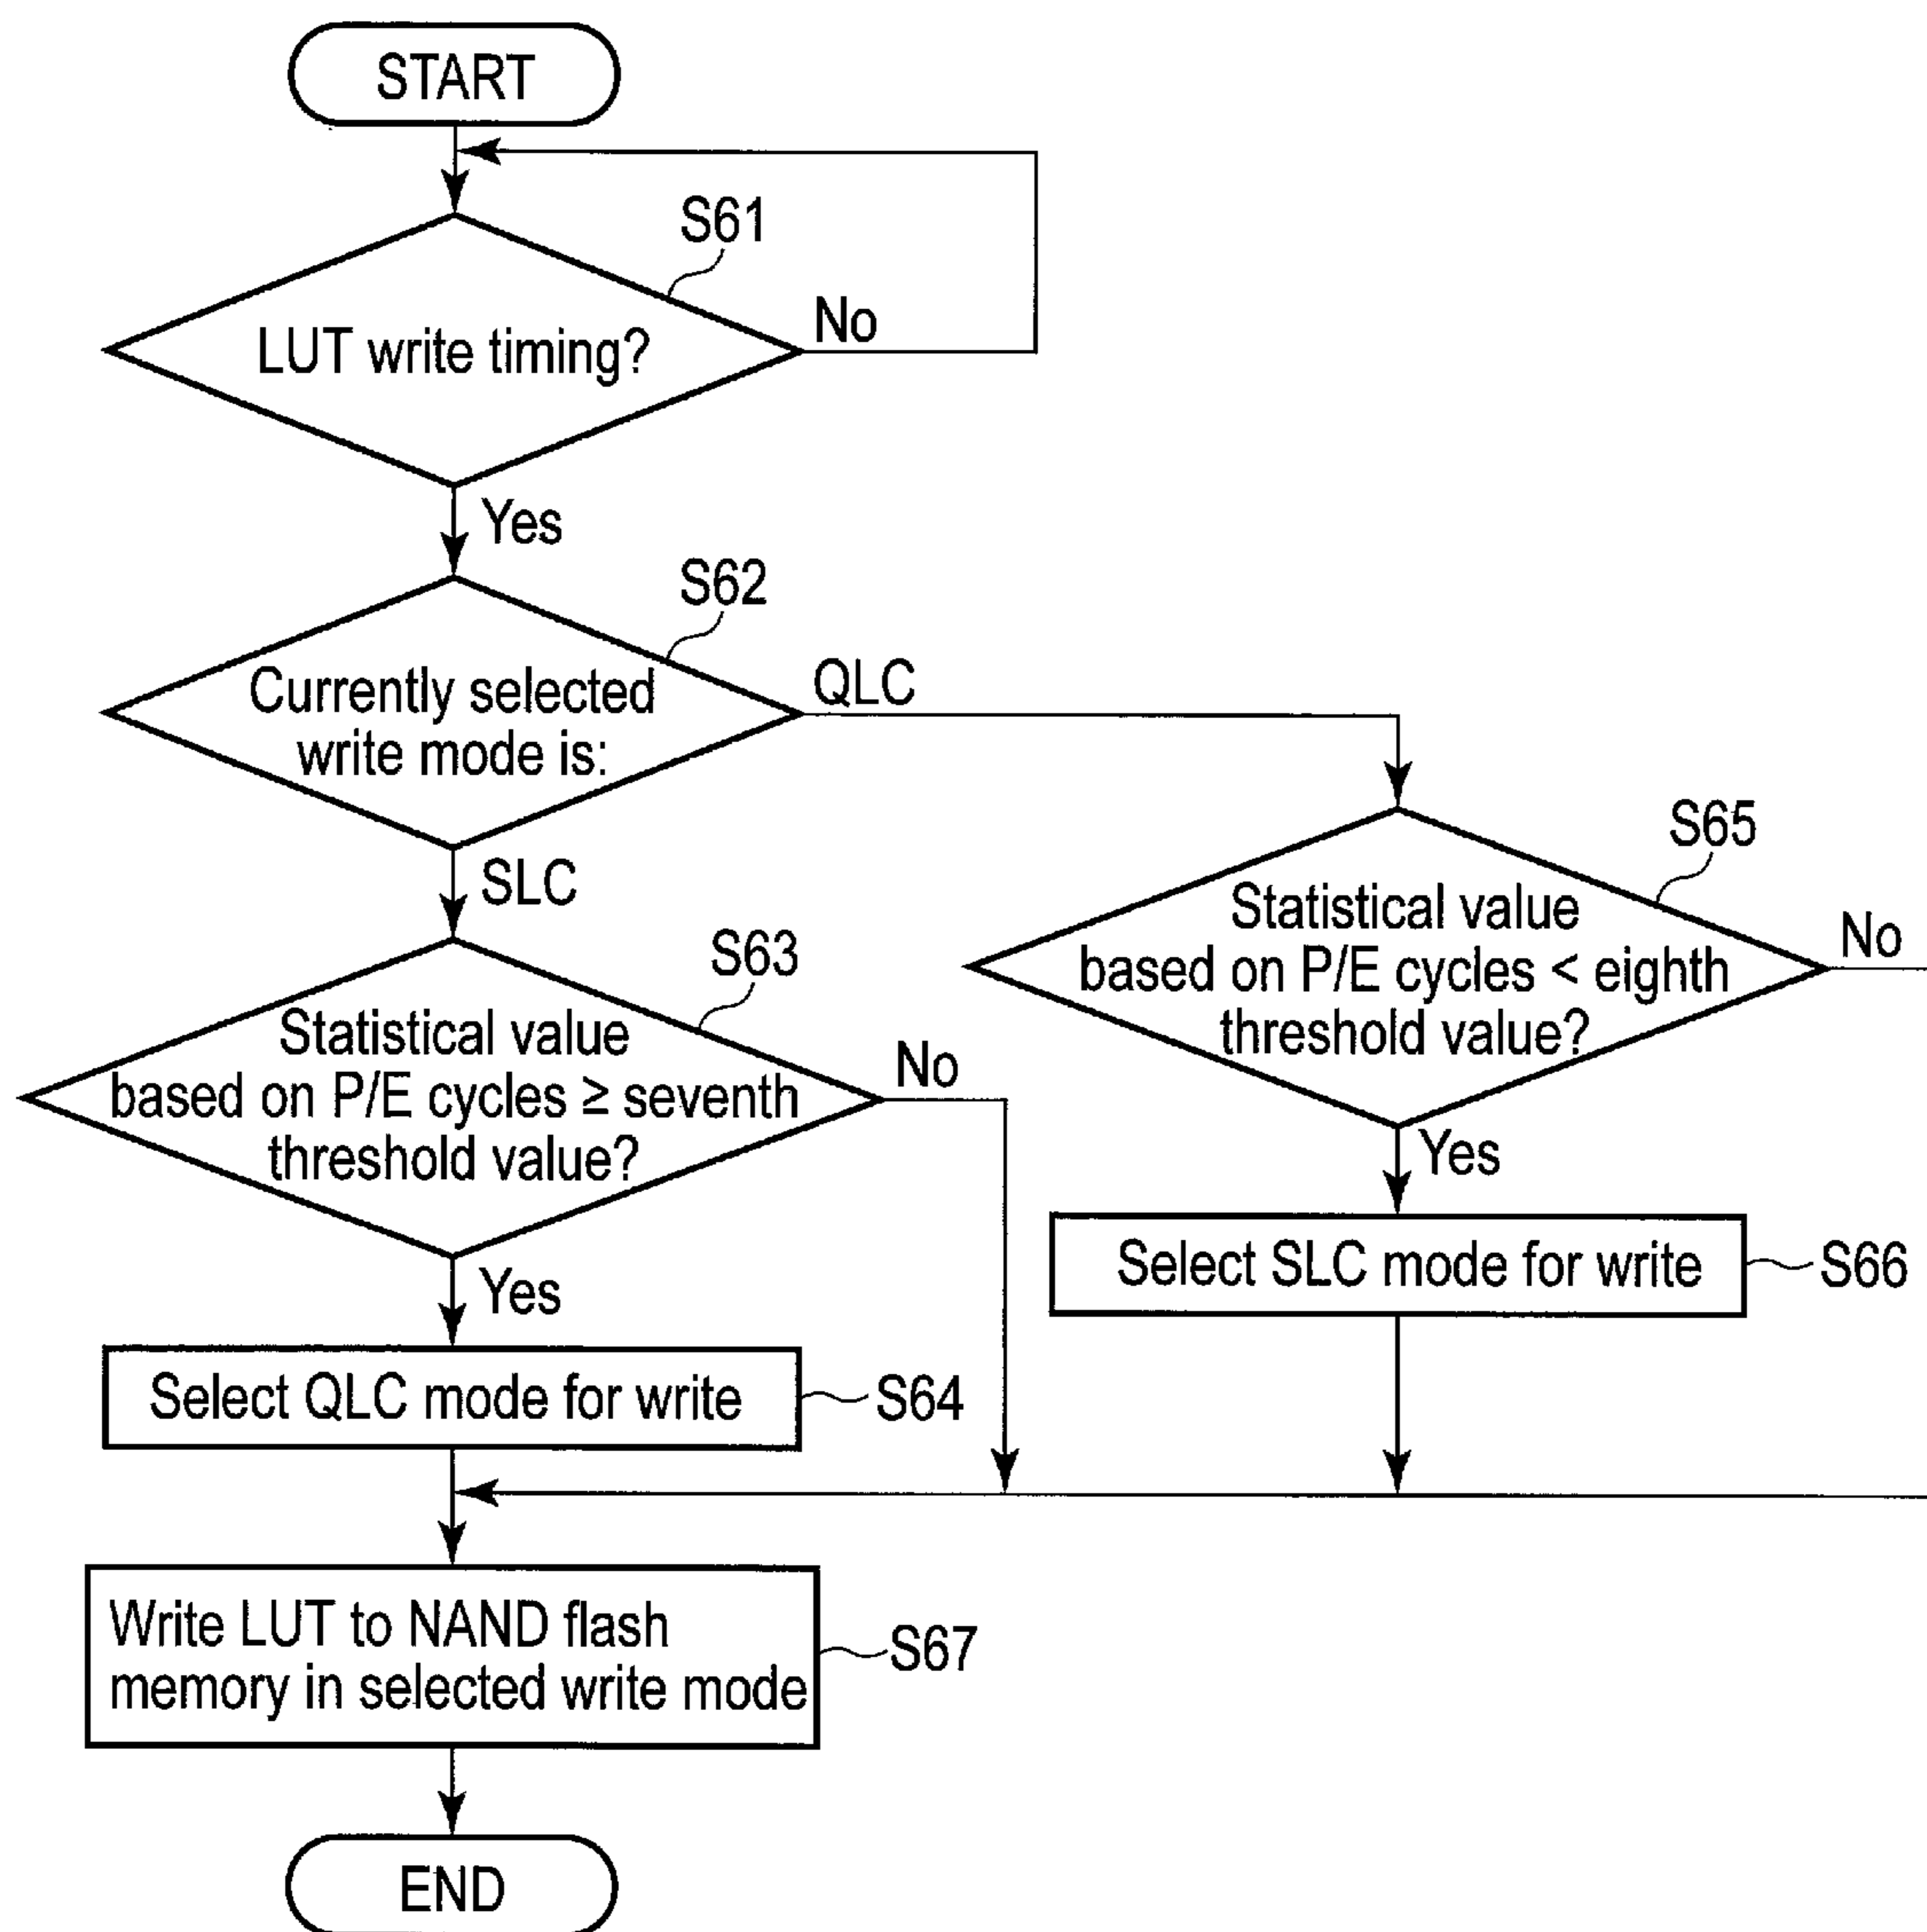 START
S61
LUT write timing?
No
Yes
S62
Currently selected
write mode is:
QLC
SLC
S63
Statistical value
based on P/E cycles ≥ seventh
threshold value?
No
Yes
Select QLC mode for write
S64
S65
Statistical value
based on P/E cycles < eighth
threshold value?
No
Yes
Select SLC mode for write
S66
Write LUT to NAND flash
memory in selected write mode
S67
END